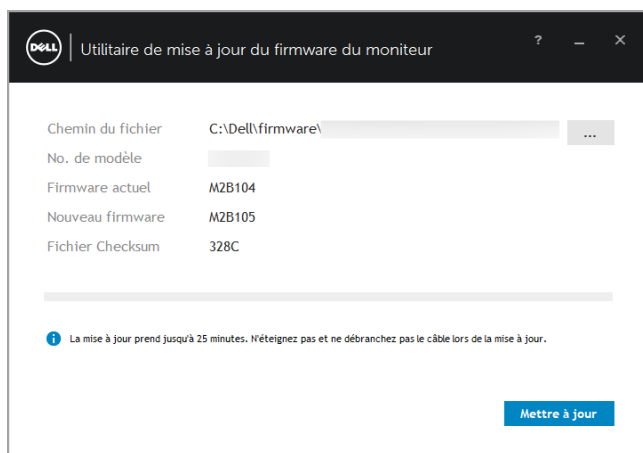 DELL Utilitaire de mise à jour du firmware du moniteur ?
Chemin du fichier C:\Dell\firmware\ ...
No. de modèle
Firmware actuel M2B104
Nouveau firmware M2B105
Fichier Checksum 328C
La mise à jour prend jusqu'à 25 minutes. N'éteignez pas et ne débranchez pas le câble lors de la mise à jour.
Mettre à jour